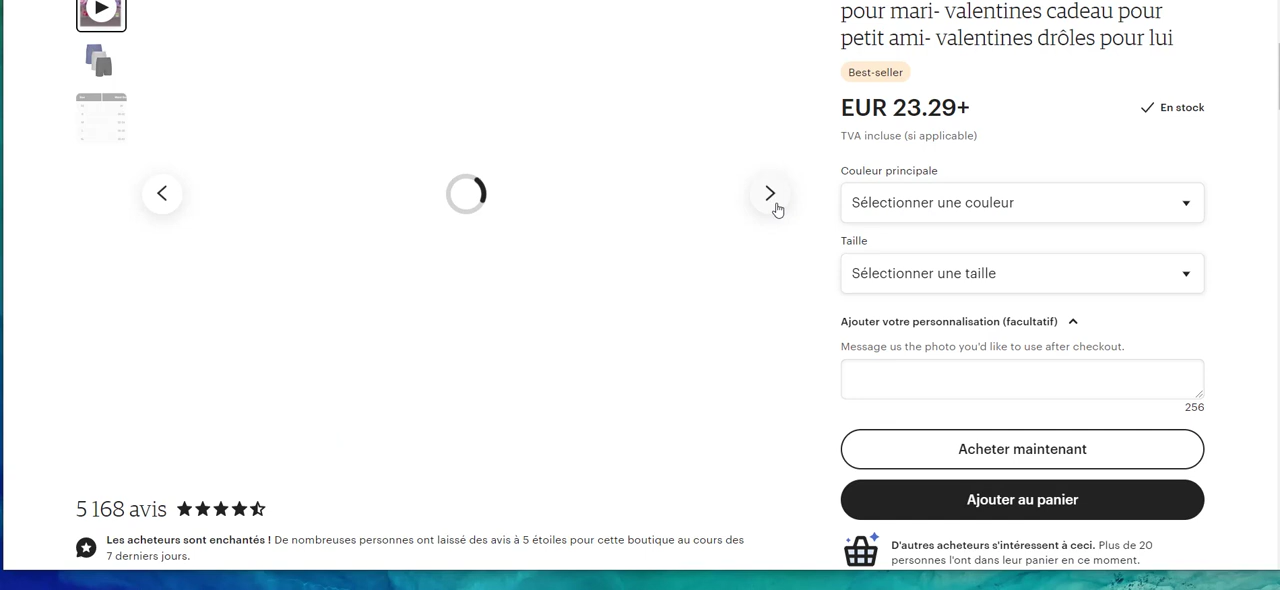 pour mari- valentines cadeau pour
petit ami- valentines drôles pour lui
Best-seller
EUR 23.29+
En stock
TVA incluse (si applicable)
Couleur principale
Sélectionner une couleur
Taille
Sélectionner une taille
Ajouter votre personnalisation (facultatif)
Message us the photo you'd like to use after checkout.
256
Acheter maintenant
Ajouter au panier
5 168 avis
Les acheteurs sont enchantés ! De nombreuses personnes ont laissé des avis à 5 étoiles pour cette boutique au cours des
7 derniers jours.
D'autres acheteurs s'intéressent à ceci. Plus de 20
personnes l'ont dans leur panier en ce moment.